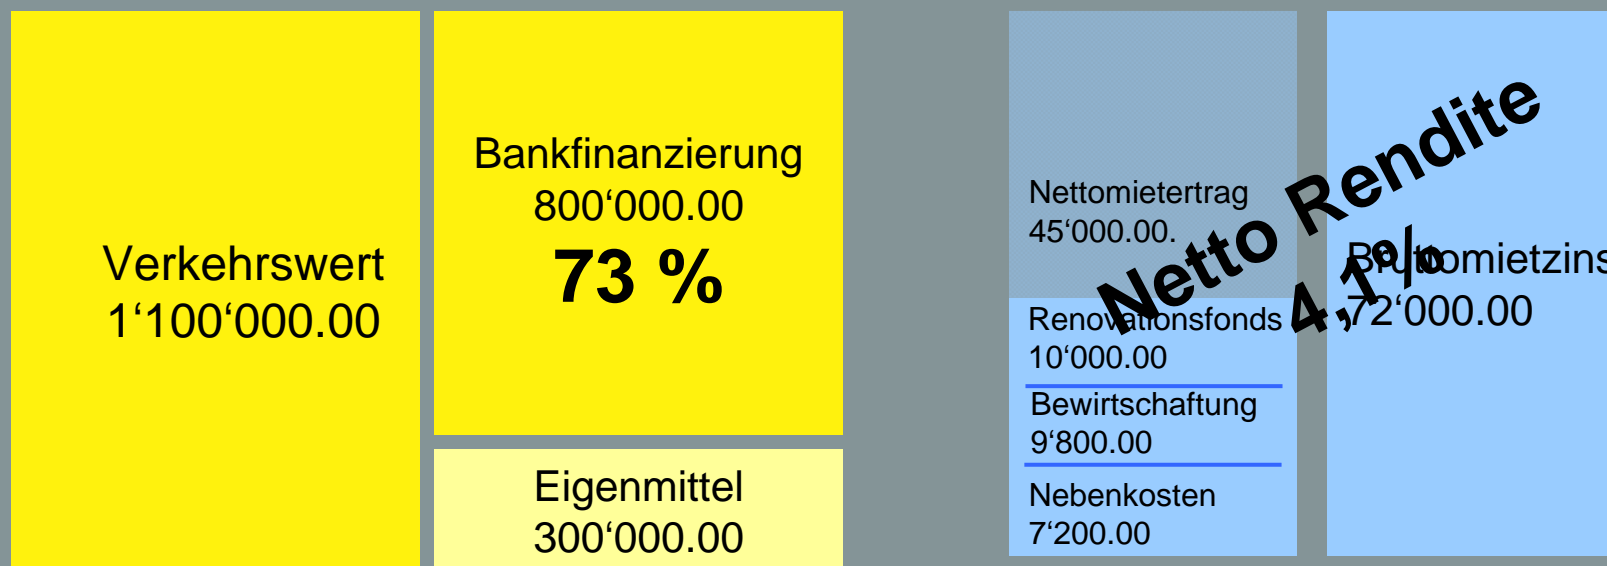 Verkehrswert
1‘100‘000.00
Bankfinanzierung
800‘000.00
73 %
Eigenmittel
300‘000.00
Nettomietertrag
45‘000.00.
Renovationsfonds
10‘000.00
Bewirtschaftung
9‘800.00
Nebenkosten
7‘200.00
Netto Rendite
4,1%
Bruttomietzins
72‘000.00